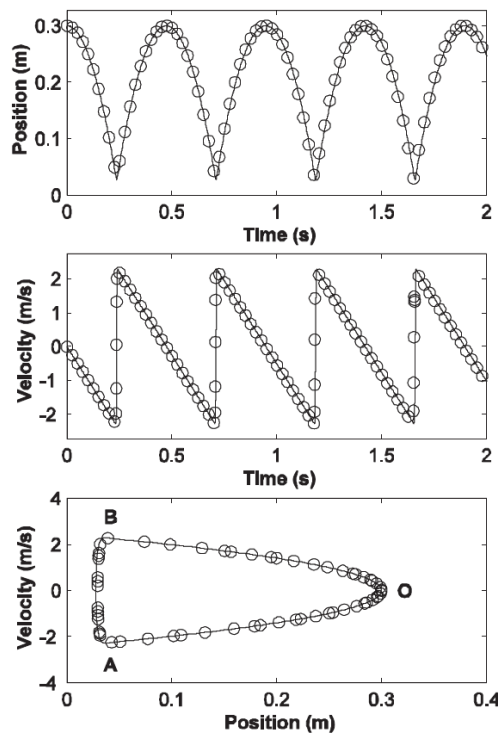 0.3
0.2
0.1
0
Position (m)
0 0.5 1 1.5 2
Time (s)
2
1
0
-1
-2
Velocity (m/s)
0 0.5 1 1.5 2
Time (s)
4
2
0
-2
-4
Velocity (m/s)
B
O
A
0 0.1 0.2 0.3 0.4
Position (m)